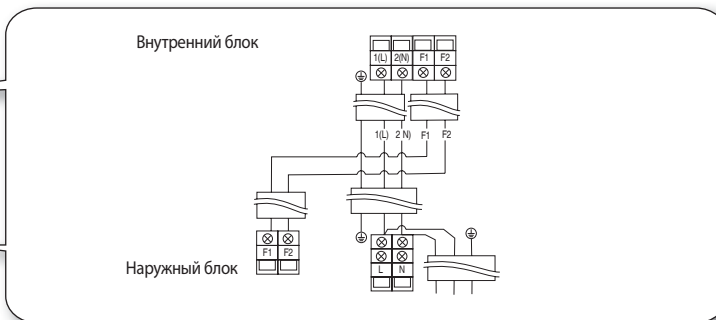 Внутренний блок
1(L) 2(N) F1 F2
1(L) 2 N) F1 F2
F1 F2
L N
Наружный блок